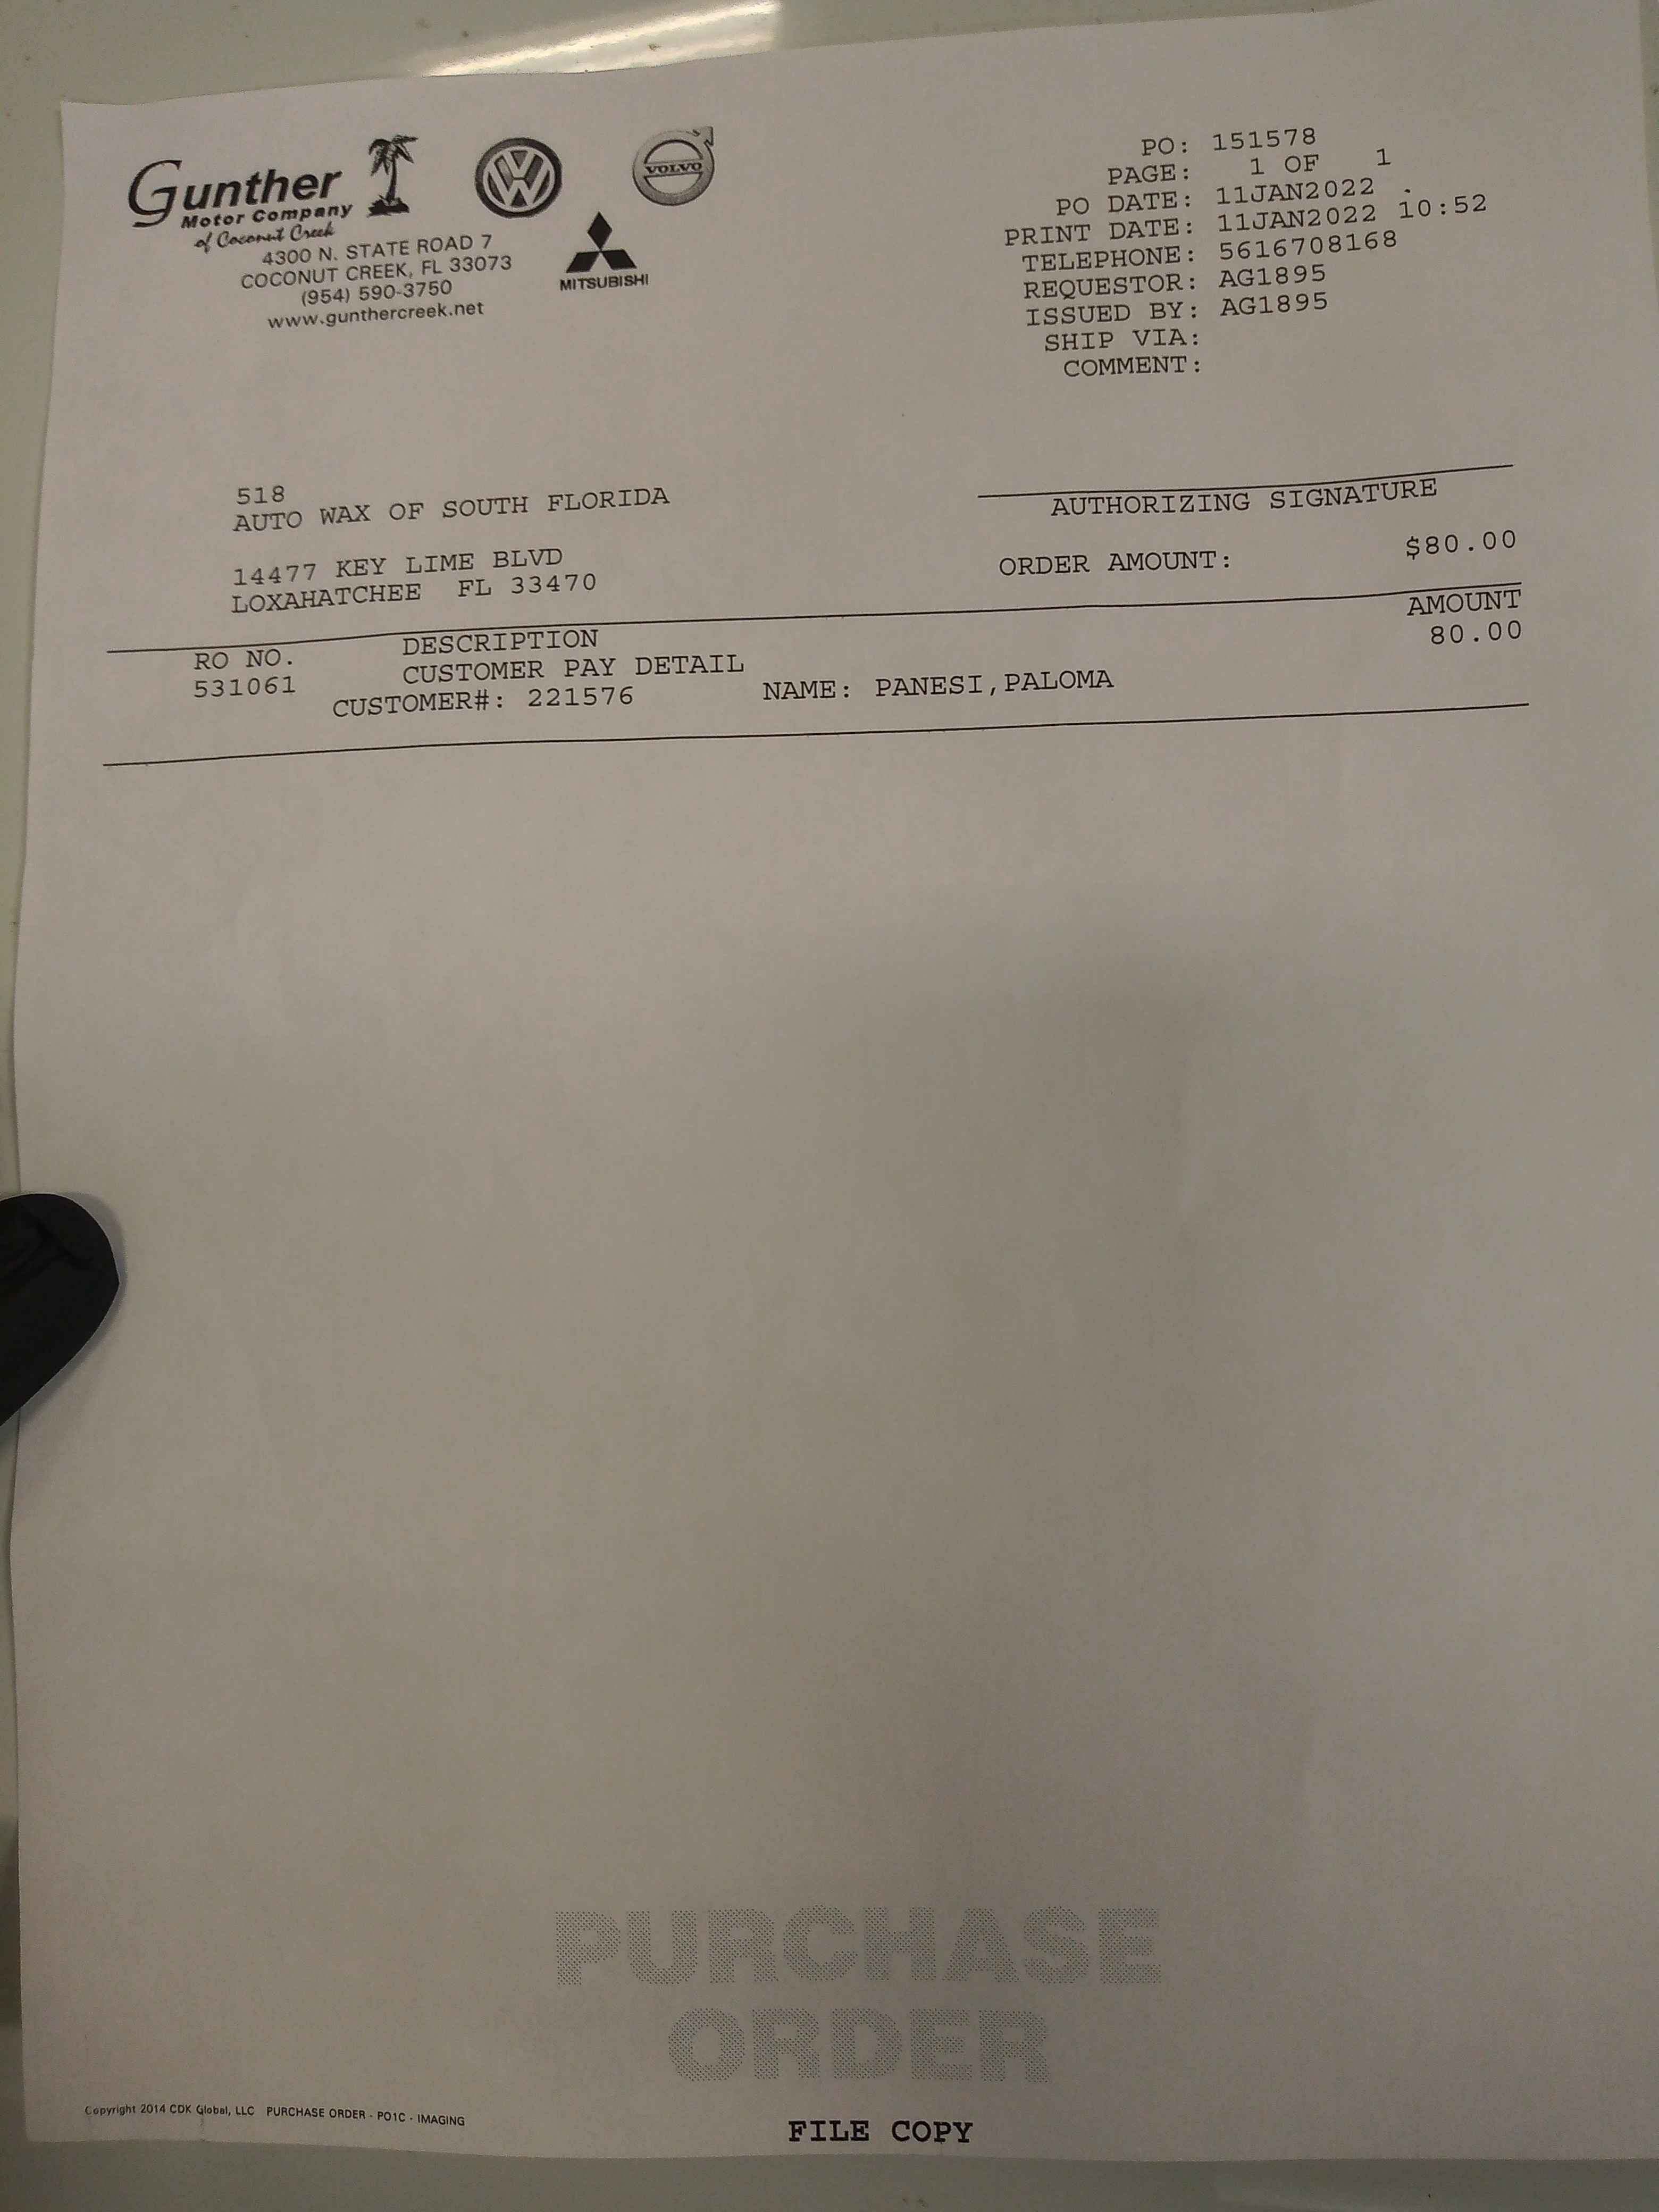 Gunther
Motor Company
of Coconut Creek
4300 N. STATE ROAD 7
COCONUT CREEK, FL 33073
(954) 590-3750
www.gunthercreek.net
VOLVO
MITSUBISHI
PO: 151578
PAGE: 1 OF 1
PO DATE: 11JAN2022
PRINT DATE: 11JAN2022 10:52
TELEPHONE: 5616708168
REQUESTOR: AG1895
ISSUED BY: AG1895
SHIP VIA:
COMMENT:
518
AUTO WAX OF SOUTH FLORIDA
14477 KEY LIME BLVD
LOXAHATCHEE FL 33470
AUTHORIZING SIGNATURE
ORDER AMOUNT: $80.00
RO NO. DESCRIPTION AMOUNT
531061 CUSTOMER PAY DETAIL 80.00
CUSTOMER#: 221576 NAME: PANESI,PALOMA
PURCHASE
ORDER
Copyright 2014 CDK Global, LLC PURCHASE ORDER - PO1C - IMAGING
FILE COPY